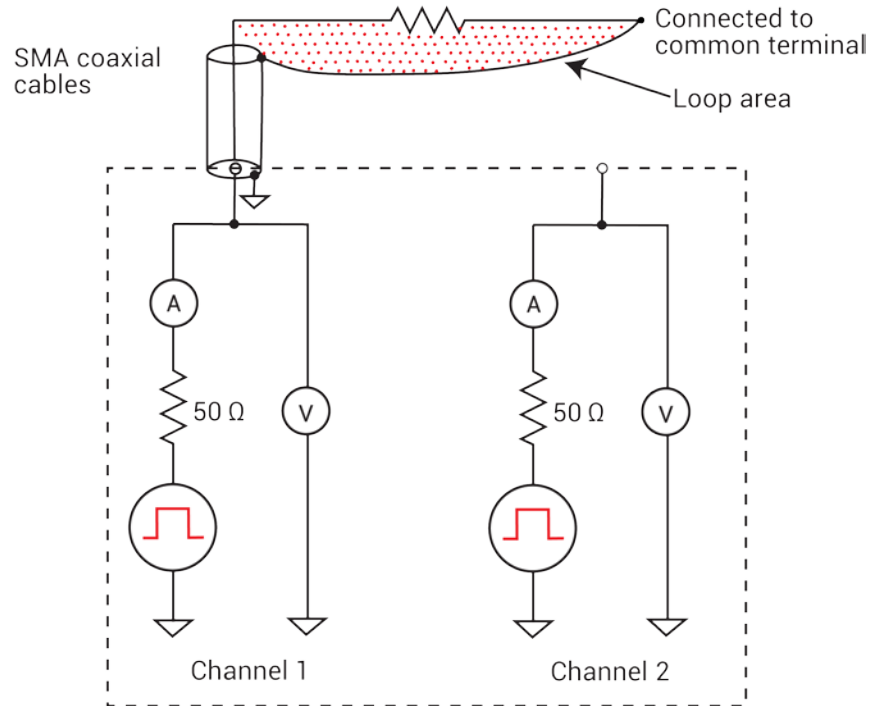 Connected to
common terminal
SMA coaxial
cables
Loop area
A
50 Ω
V
A
50 Ω
V
Channel 1
Channel 2